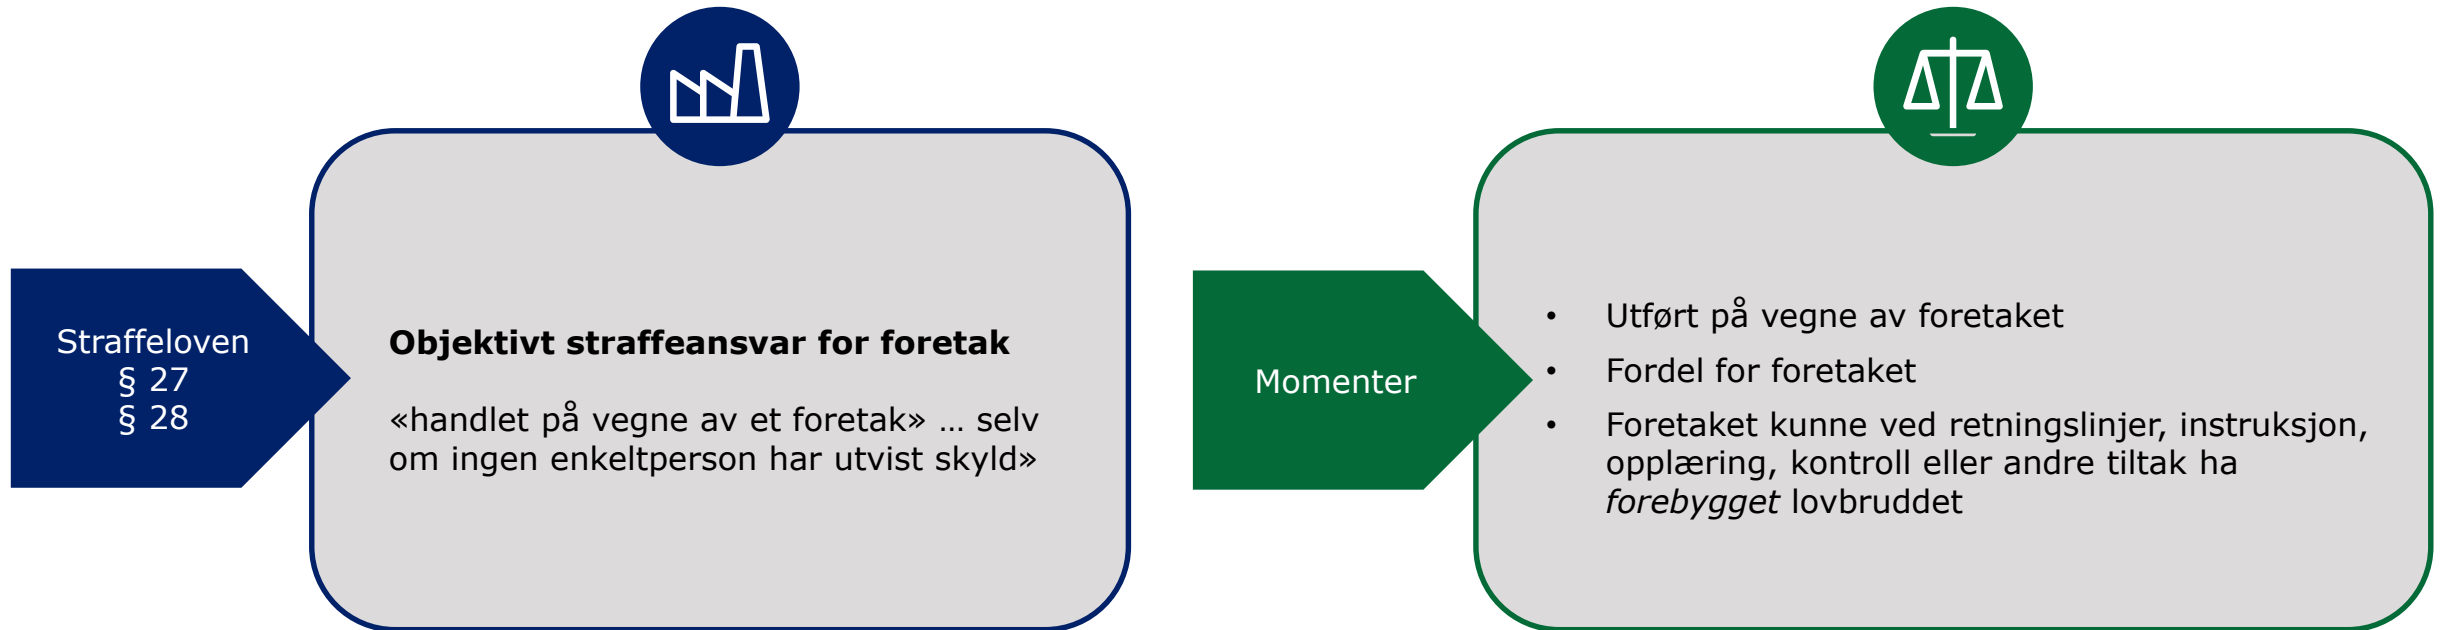 Straffeloven
§ 27
§ 28
Objektivt straffeansvar for foretak
«handlet på vegne av et foretak» … selv
om ingen enkeltperson har utvist skyld»
Momenter
• Utført på vegne av foretaket
• Fordel for foretaket
• Foretaket kunne ved retningslinjer, instruksjon,
opplæring, kontroll eller andre tiltak ha
forebygget lovbruddet